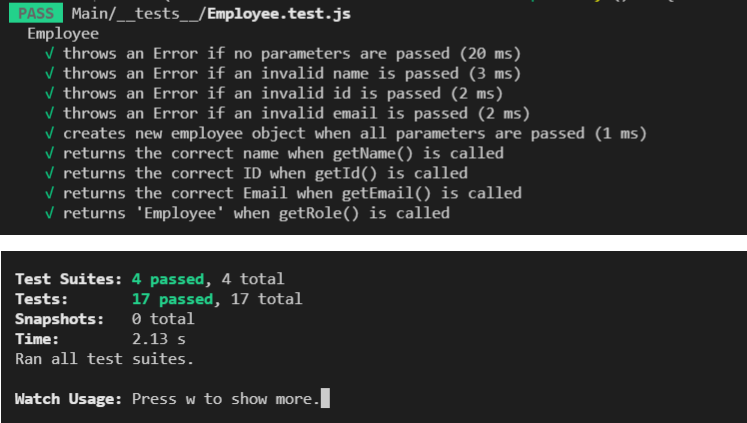 PASS Main/__tests__/Employee.test.js
Employee
√ throws an Error if no parameters are passed (20 ms)
√ throws an Error if an invalid name is passed (3 ms)
√ throws an Error if an invalid id is passed (2 ms)
√ throws an Error if an invalid email is passed (2 ms)
√ creates new employee object when all parameters are passed (1 ms)
√ returns the correct name when getName() is called
√ returns the correct ID when getId() is called
√ returns the correct Email when getEmail() is called
√ returns 'Employee' when getRole() is called
Test Suites: 4 passed, 4 total
Tests: 17 passed, 17 total
Snapshots: 0 total
Time: 2.13 s
Ran all test suites.
Watch Usage: Press w to show more.